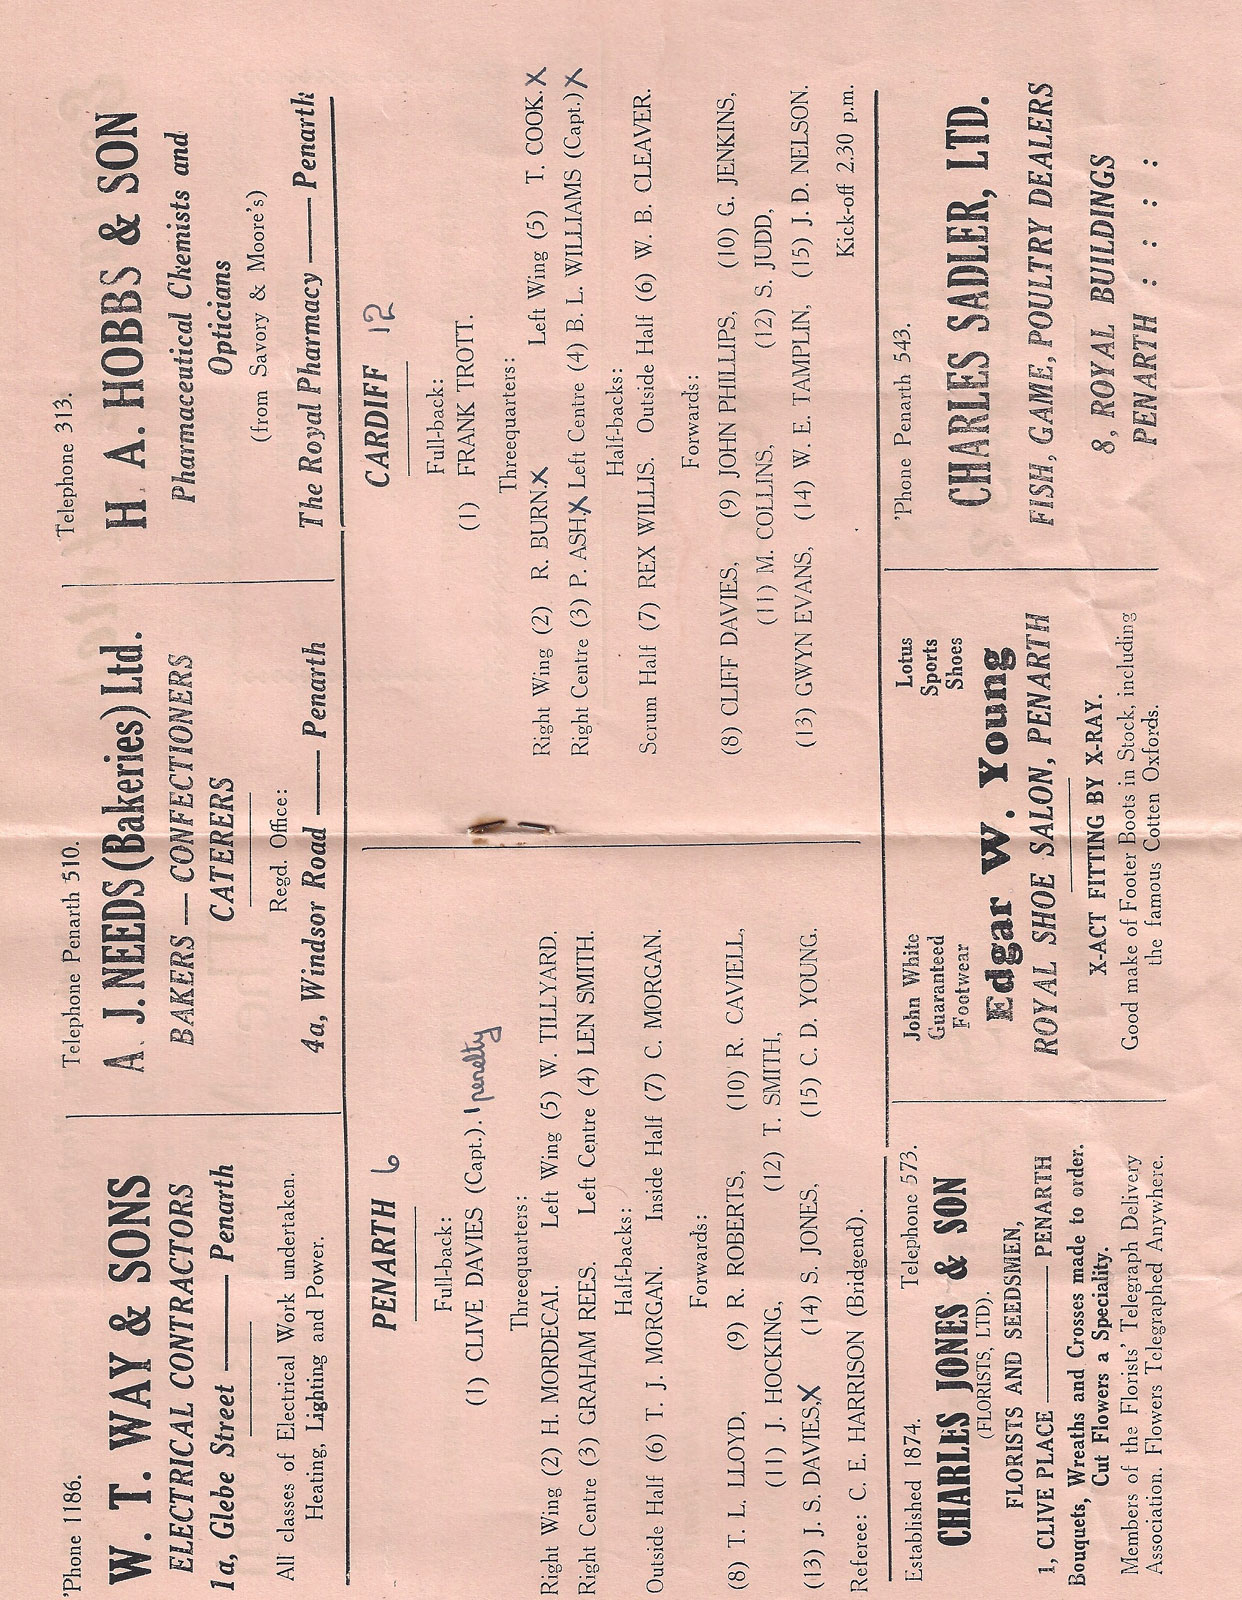 'Phone 1186.
W. T. WAY & SONS
ELECTRICAL CONTRACTORS
1a, Glebe Street — Penarth
All classes of Electrical Work undertaken.
Heating, Lighting and Power.
Telephone Penarth 510.
A. J. NEEDS (Bakeries) Ltd.
BAKERS — CONFECTIONERS
CATERERS
Regd. Office:
4a, Windsor Road — Penarth
Telephone 313.
H. A. HOBBS & SON
Pharmaceutical Chemists and
Opticians
(from Savory & Moore's)
The Royal Pharmacy — Penarth
PENARTH 6
Full-back:
(1) CLIVE DAVIES (Capt.). 1 penalty
Threequarters:
Right Wing (2) H. MORDECAI. Left Wing (5) W. TILLYARD.
Right Centre (3) GRAHAM REES. Left Centre (4) LEN SMITH.
Half-backs:
Outside Half (6) T. J. MORGAN. Inside Half (7) C. MORGAN.
Forwards:
(8) T. L. LLOYD, (9) R. ROBERTS, (10) R. CAVIELL,
(11) J. HOCKING, (12) T. SMITH,
(13) J. S. DAVIES,X (14) S. JONES, (15) C. D. YOUNG.
Referee: C. E. HARRISON (Bridgend).
CARDIFF 12
Full-back:
(1) FRANK TROTT.
Threequarters:
Right Wing (2) R. BURN.X Left Wing (5) T. COOK.X
Right Centre (3) P. ASHX Left Centre (4) B. L. WILLIAMS (Capt.)X
Half-backs:
Scrum Half (7) REX WILLIS. Outside Half (6) W. B. CLEAVER.
Forwards:
(8) CLIFF DAVIES, (9) JOHN PHILLIPS, (10) G. JENKINS,
(11) M. COLLINS, (12) S. JUDD,
(13) GWYN EVANS, (14) W. E. TAMPLIN, (15) J. D. NELSON.
Kick-off 2.30 p.m.
Established 1874. Telephone 573.
CHARLES JONES & SON
(FLORISTS, LTD).
FLORISTS AND SEEDSMEN,
1, CLIVE PLACE — PENARTH
Bouquets, Wreaths and Crosses made to order.
Cut Flowers a Speciality.
Members of the Florists' Telegraph Delivery
Association. Flowers Telegraphed Anywhere.
John White
Guaranteed
Footwear
Lotus
Sports
Shoes
Edgar W. Young
ROYAL SHOE SALON, PENARTH
X-ACT FITTING BY X-RAY.
Good make of Footer Boots in Stock, including
the famous Cotten Oxfords.
'Phone Penarth 543.
CHARLES SADLER, LTD.
FISH, GAME, POULTRY DEALERS
8, ROYAL BUILDINGS
PENARTH : : : :